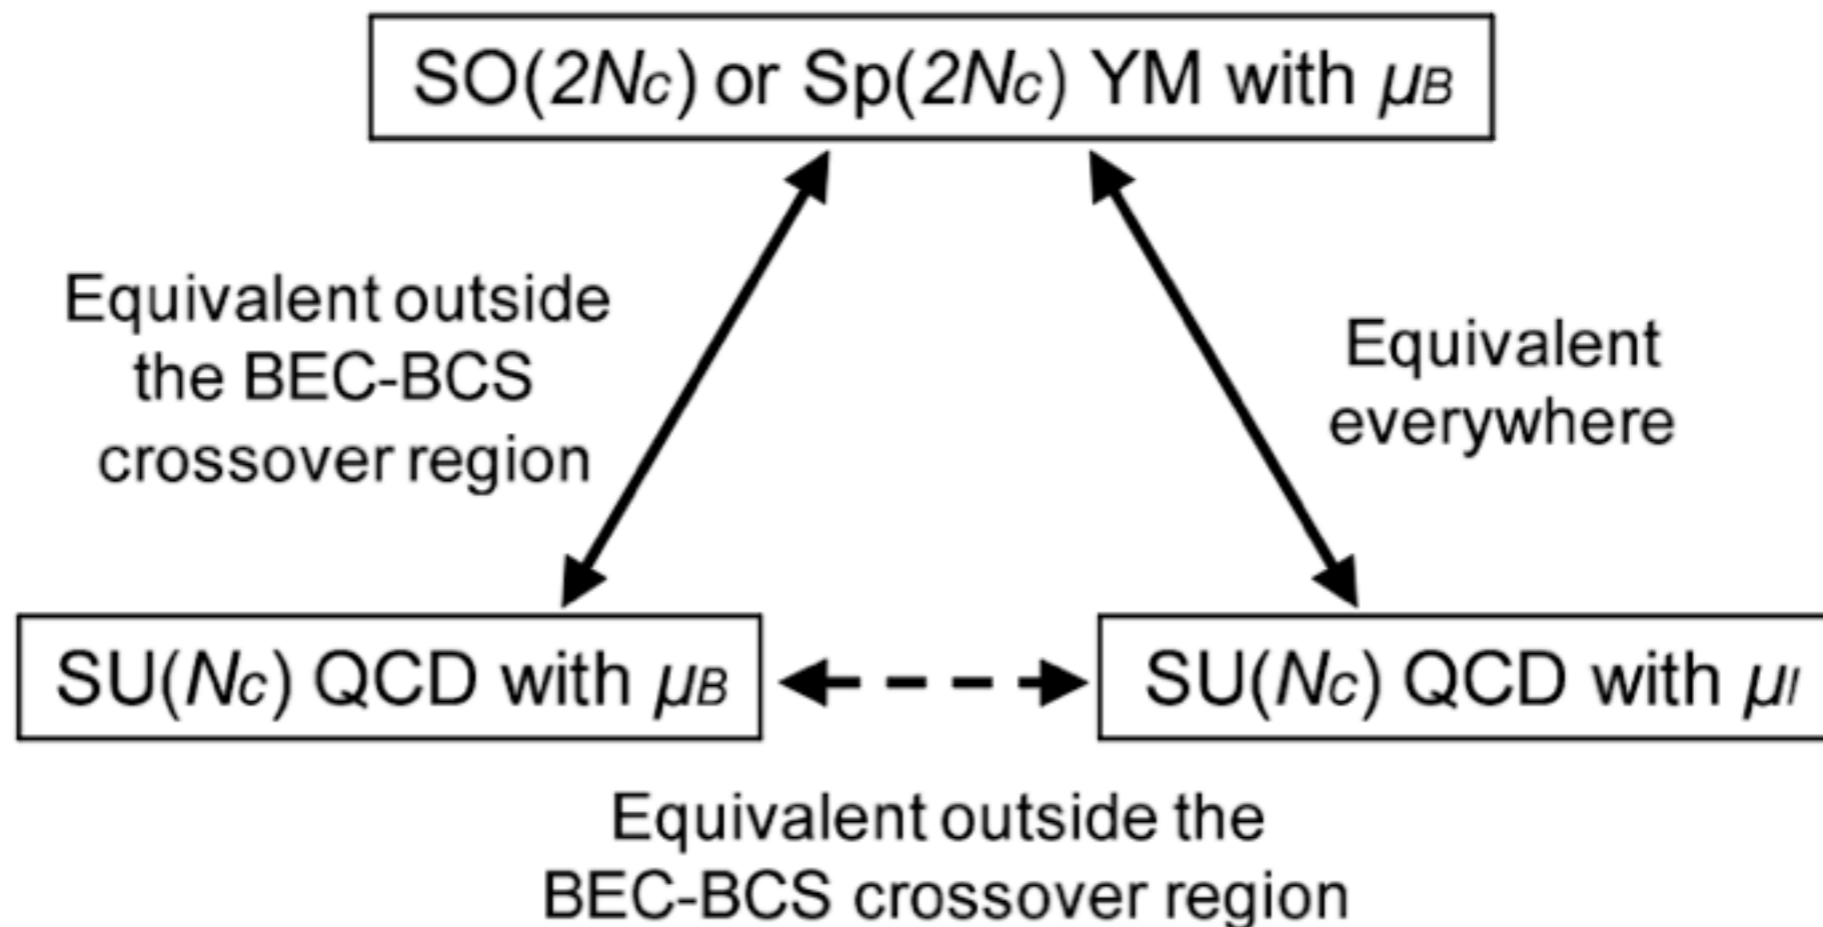 SO(2Nc) or Sp(2Nc) YM with μB
Equivalent outside
the BEC-BCS
crossover region
Equivalent
everywhere
SU(Nc) QCD with μB
SU(Nc) QCD with μI
Equivalent outside the
BEC-BCS crossover region